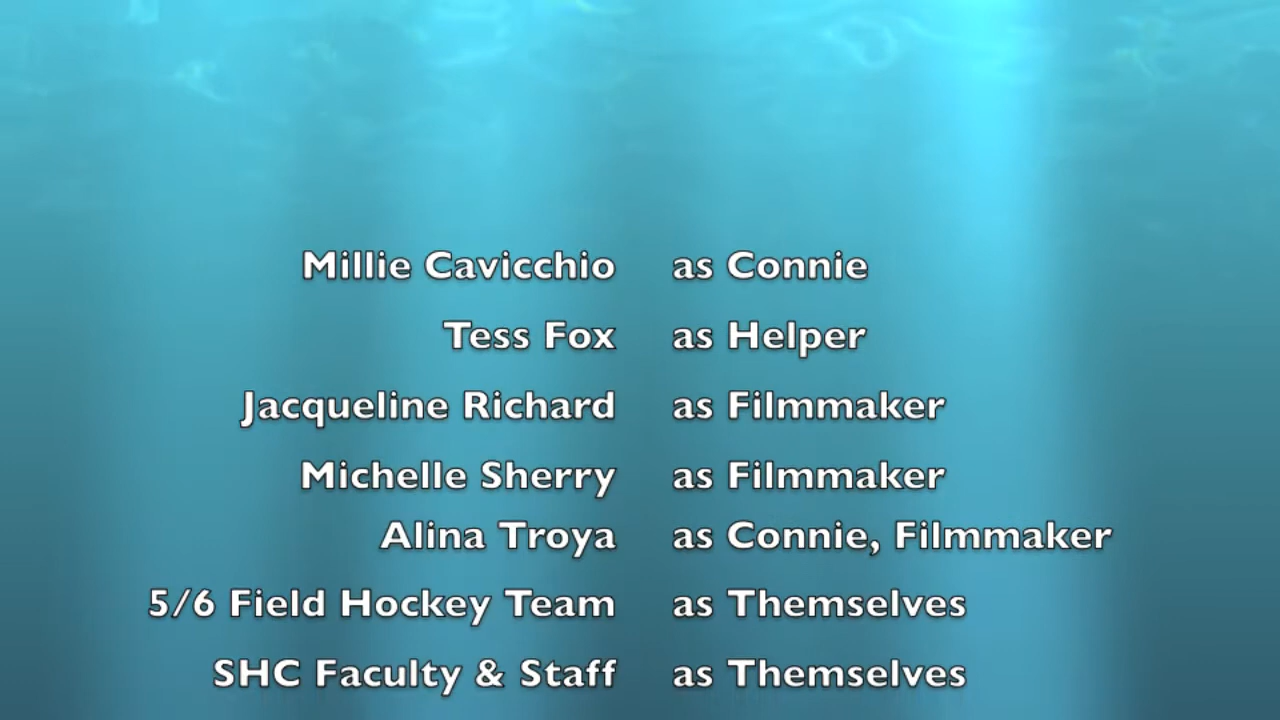 Millie Cavicchio as Connie
Tess Fox as Helper
Jacqueline Richard as Filmmaker
Michelle Sherry as Filmmaker
Alina Troya as Connie, Filmmaker
5/6 Field Hockey Team as Themselves
SHC Faculty & Staff as Themselves